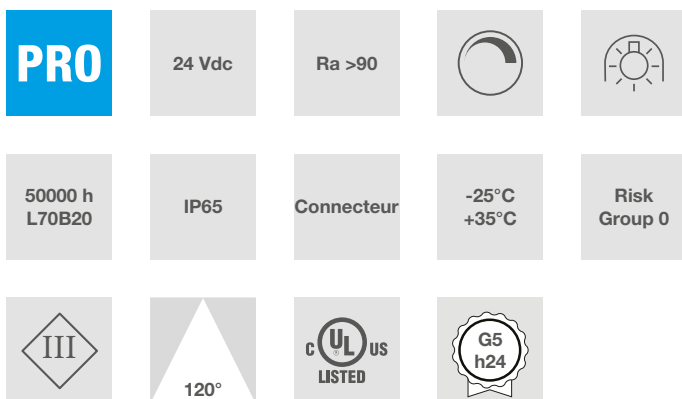 PRO
24 Vdc
Ra >90
50000 h
L70B20
IP65
Connecteur
-25°C
+35°C
Risk
Group 0
III
120°
C UL US
®
LISTED
G5
h24